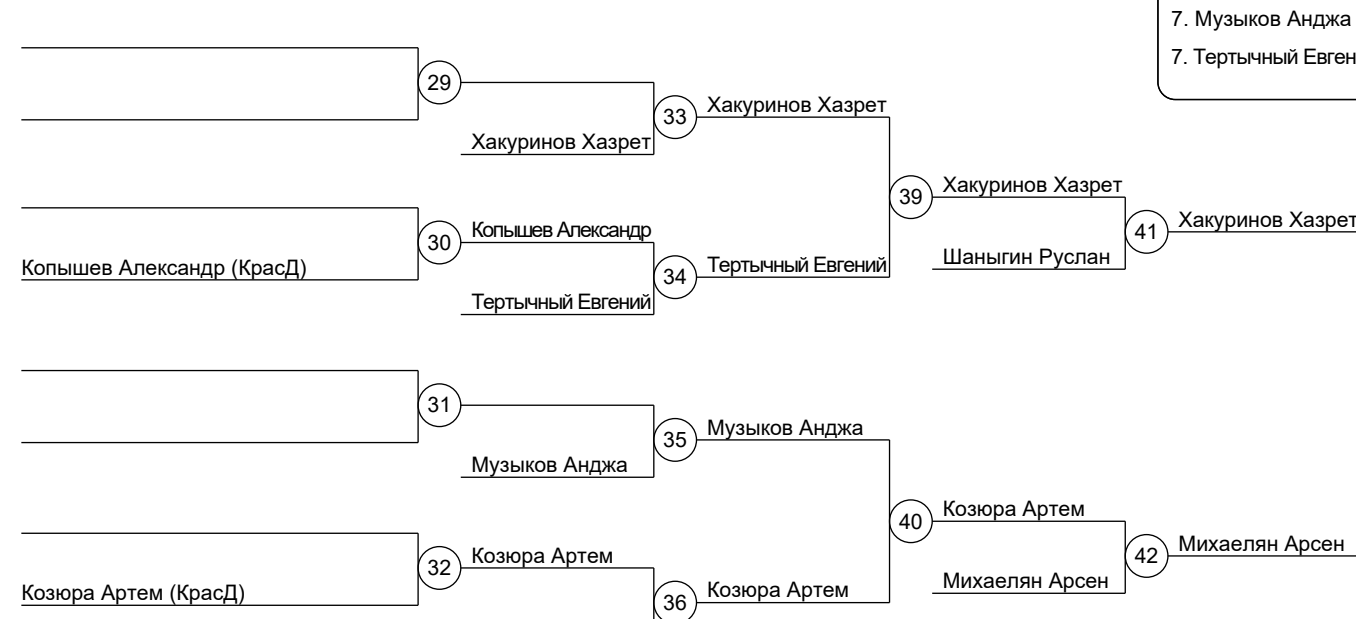 7. Музыков Анджа
7. Тертычный Евген
29
33
Хакуринов Хазрет
Хакуринов Хазрет
39
Хакуринов Хазрет
41
Хакуринов Хазрет
30
Копышев Александр
Копышев Александр (КрасД)
34
Тертычный Евгений
Шаныгин Руслан
Тертычный Евгений
31
35
Музыков Анджа
Музыков Анджа
40
Козюра Артем
42
Михаелян Арсен
32
Козюра Артем
Козюра Артем (КрасД)
36
Козюра Артем
Михаелян Арсен